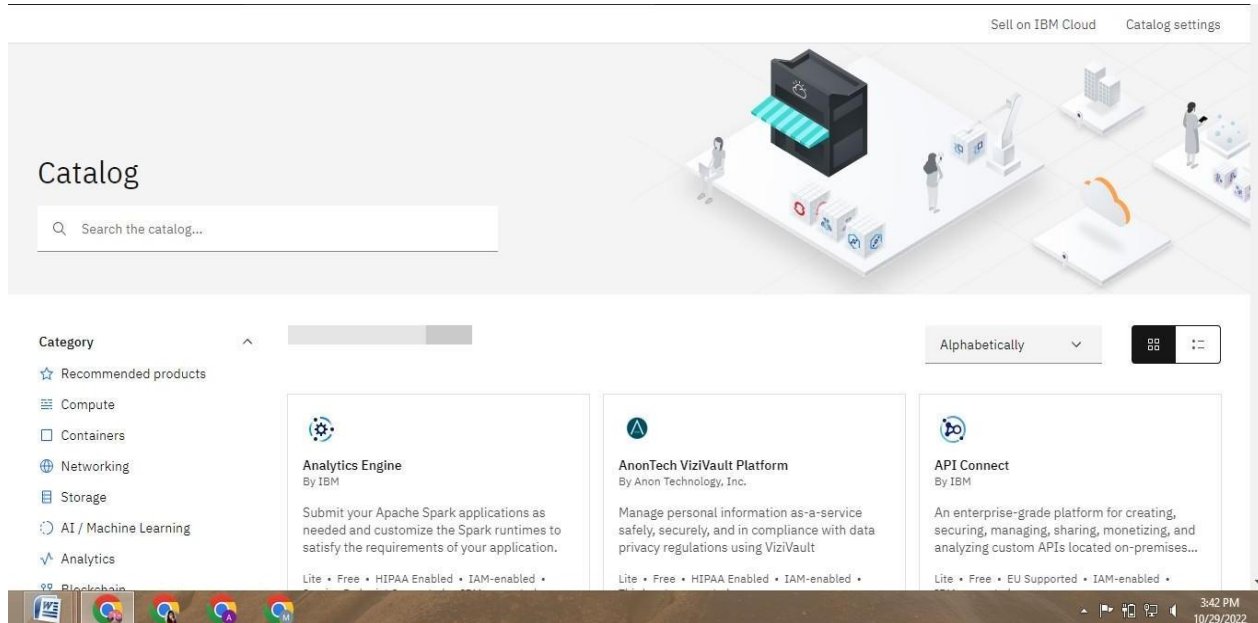 Sell on IBM Cloud Catalog settings
Catalog
Search the catalog...
Category
Alphabetically
Recommended products
Compute
Containers
Networking
Storage
AI / Machine Learning
Analytics
Blockchain
Analytics Engine
By IBM
Submit your Apache Spark applications as
needed and customize the Spark runtimes to
satisfy the requirements of your application.
Lite • Free • HIPAA Enabled • IAM-enabled •
AnonTech ViziVault Platform
By Anon Technology, Inc.
Manage personal information as-a-service
safely, securely, and in compliance with data
privacy regulations using ViziVault
Lite • Free • HIPAA Enabled • IAM-enabled •
API Connect
By IBM
An enterprise-grade platform for creating,
securing, managing, sharing, monetizing, and
analyzing custom APIs located on-premises...
Lite • Free • EU Supported • IAM-enabled •
3:42 PM
10/29/2022